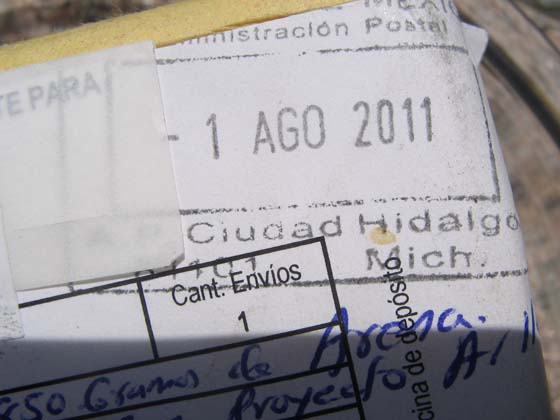 MEXI
ministración Postal
TE PARA
- 1 AGO 2011
Ciudad Hidalgo
Mich.
Cant. Envíos
1
cina de depósito
Gramos de Arena.
Proyecto